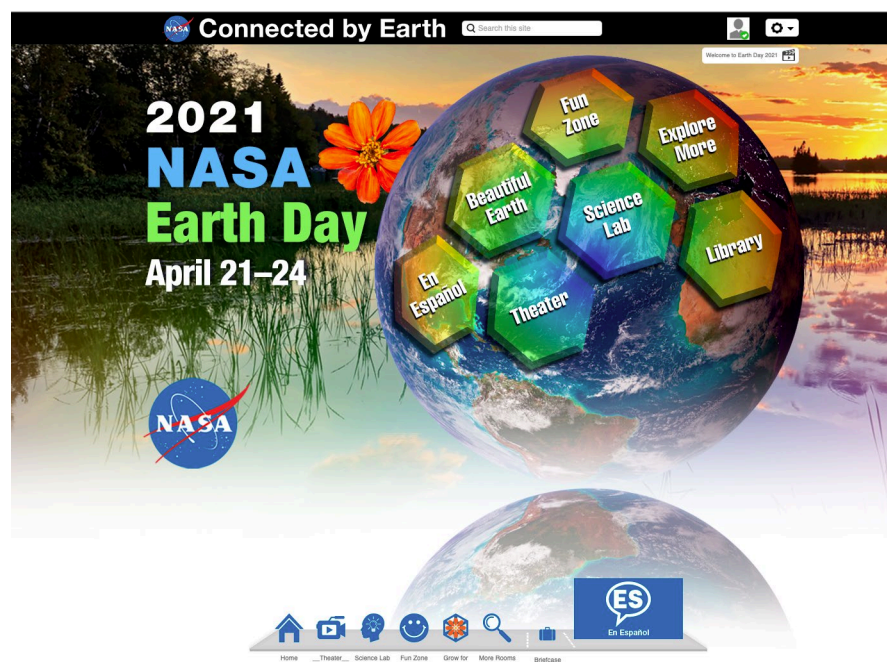 NASA
Connected by Earth
Search this site
Welcome to Earth Day 2021
2021
NASA
Earth Day
April 21–24
Fun
Zone
Explore
More
Beautiful
Earth
Science
Lab
Library
En
Español
Theater
NASA
ES
En Español
Home
__Theater__
Science Lab
Fun Zone
Grow for
More Rooms
Briefcase